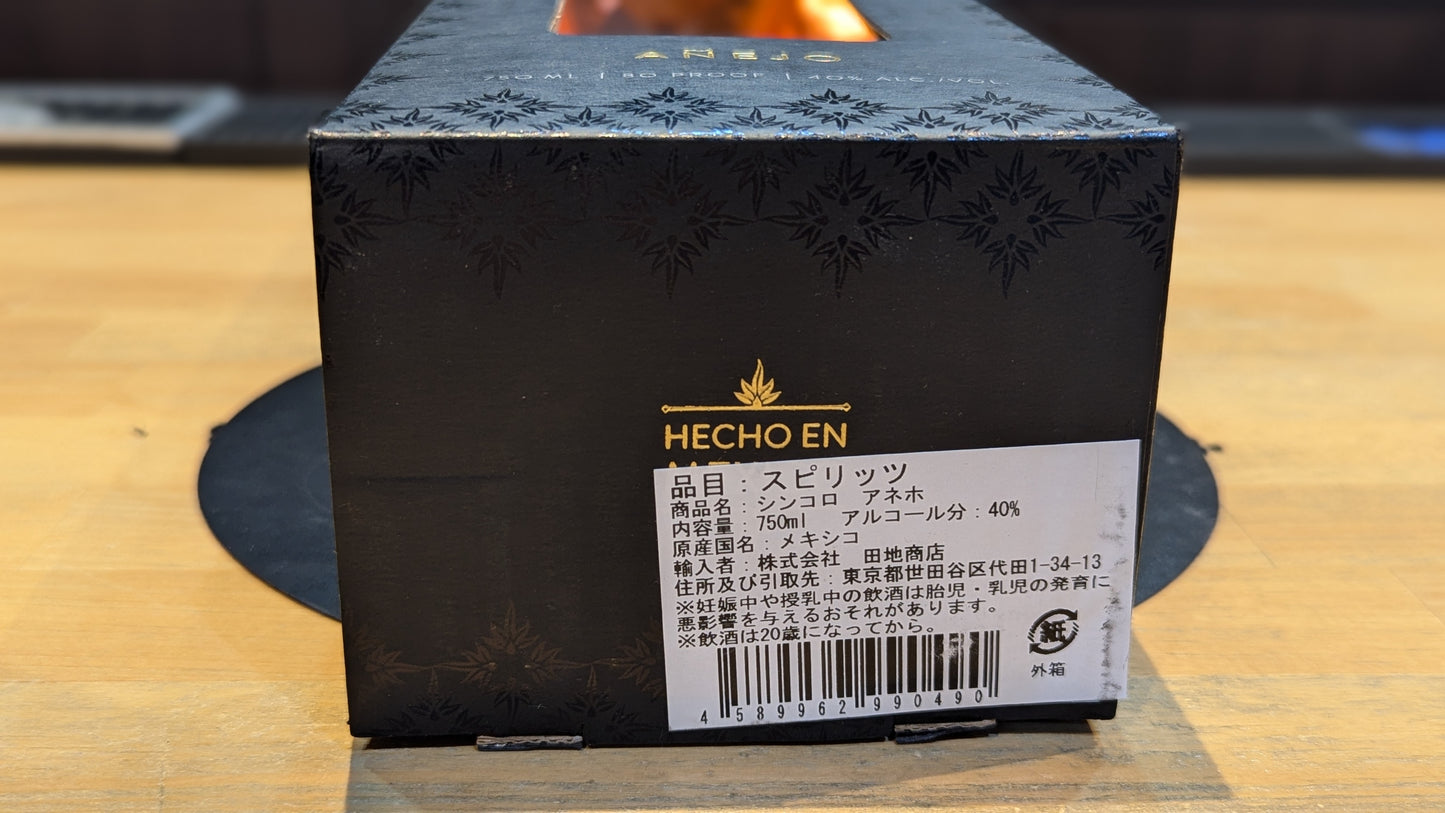 AÑEJO
750 ML | 80 PROOF | 40% ALC./VOL.
HECHO EN
品目：スピリッツ
商品名：シンコロ　アネホ
内容量：750ml　アルコール分：40%
原産国名：メキシコ
輸入者：株式会社　田地商店
住所及び引取先：東京都世田谷区代田1-34-13
※妊娠中や授乳中の飲酒は胎児・乳児の発育に
悪影響を与えるおそれがあります。
※飲酒は20歳になってから。
紙
外箱
4 589962 990490